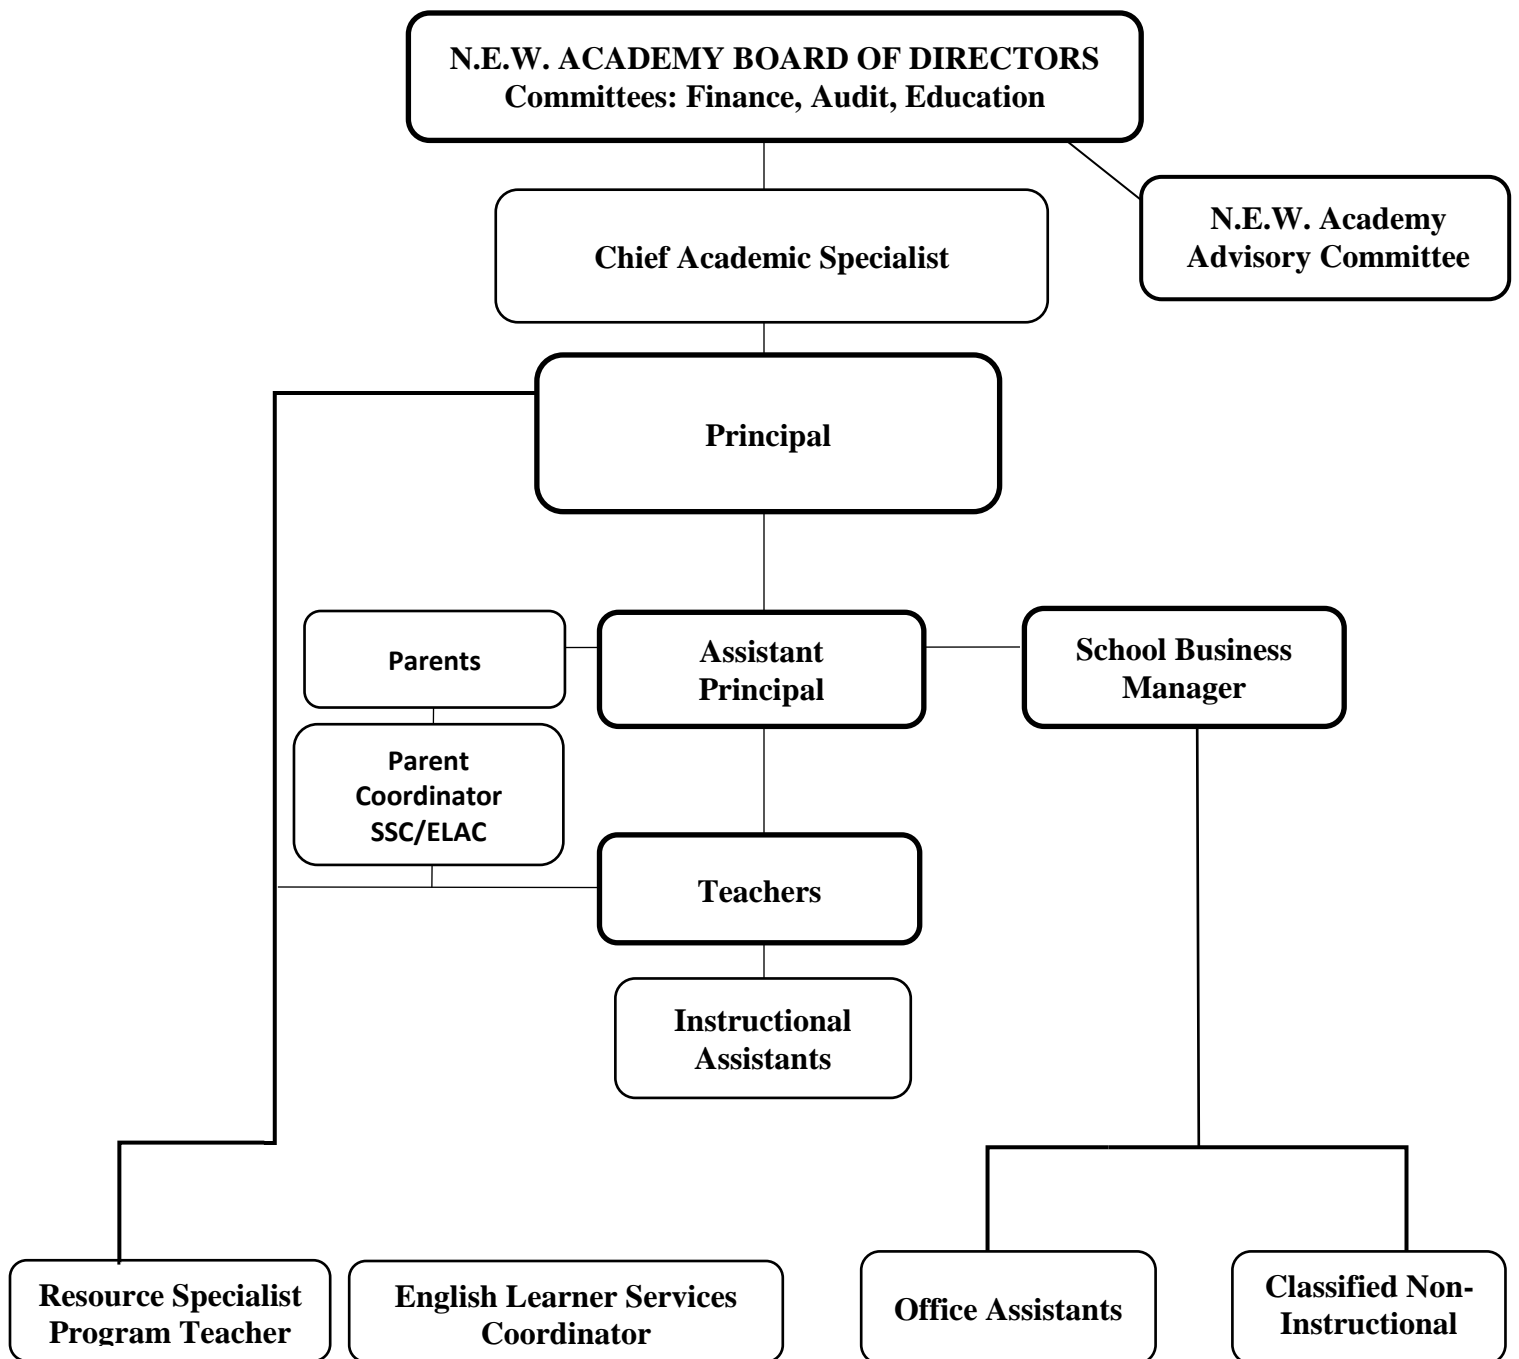 N.E.W. ACADEMY BOARD OF DIRECTORS
Committees: Finance, Audit, Education
N.E.W. Academy
Advisory Committee
Chief Academic Specialist
Principal
Parents
Assistant
Principal
School Business
Manager
Parent
Coordinator
SSC/ELAC
Teachers
Instructional
Assistants
Resource Specialist
Program Teacher
English Learner Services
Coordinator
Office Assistants
Classified Non-
Instructional